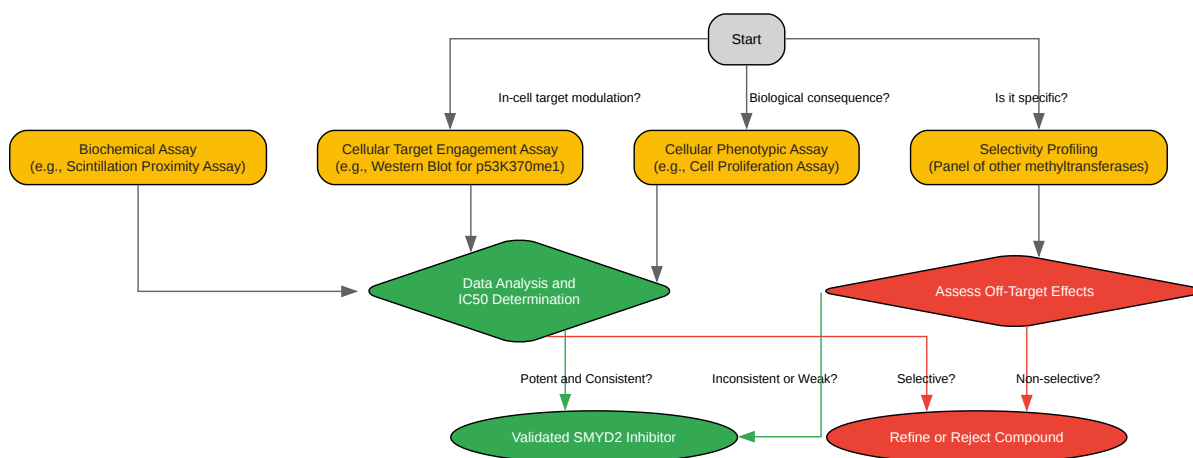 Start
In-cell target modulation?
Biological consequence?
Is it specific?
Biochemical Assay
(e.g., Scintillation Proximity Assay)
Cellular Target Engagement Assay
(e.g., Western Blot for p53K370me1)
Cellular Phenotypic Assay
(e.g., Cell Proliferation Assay)
Selectivity Profiling
(Panel of other methyltransferases)
Data Analysis and
IC50 Determination
Assess Off-Target Effects
Potent and Consistent?
Inconsistent or Weak?
Selective?
Non-selective?
Validated SMYD2 Inhibitor
Refine or Reject Compound